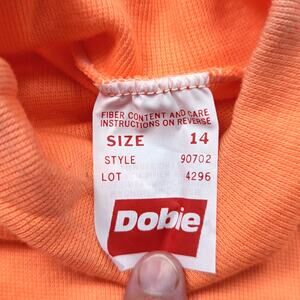 FIBER CONTENT AND CARE
INSTRUCTIONS ON REVERSE
SIZE 14
STYLE 90702
LOT 4296
Dobie